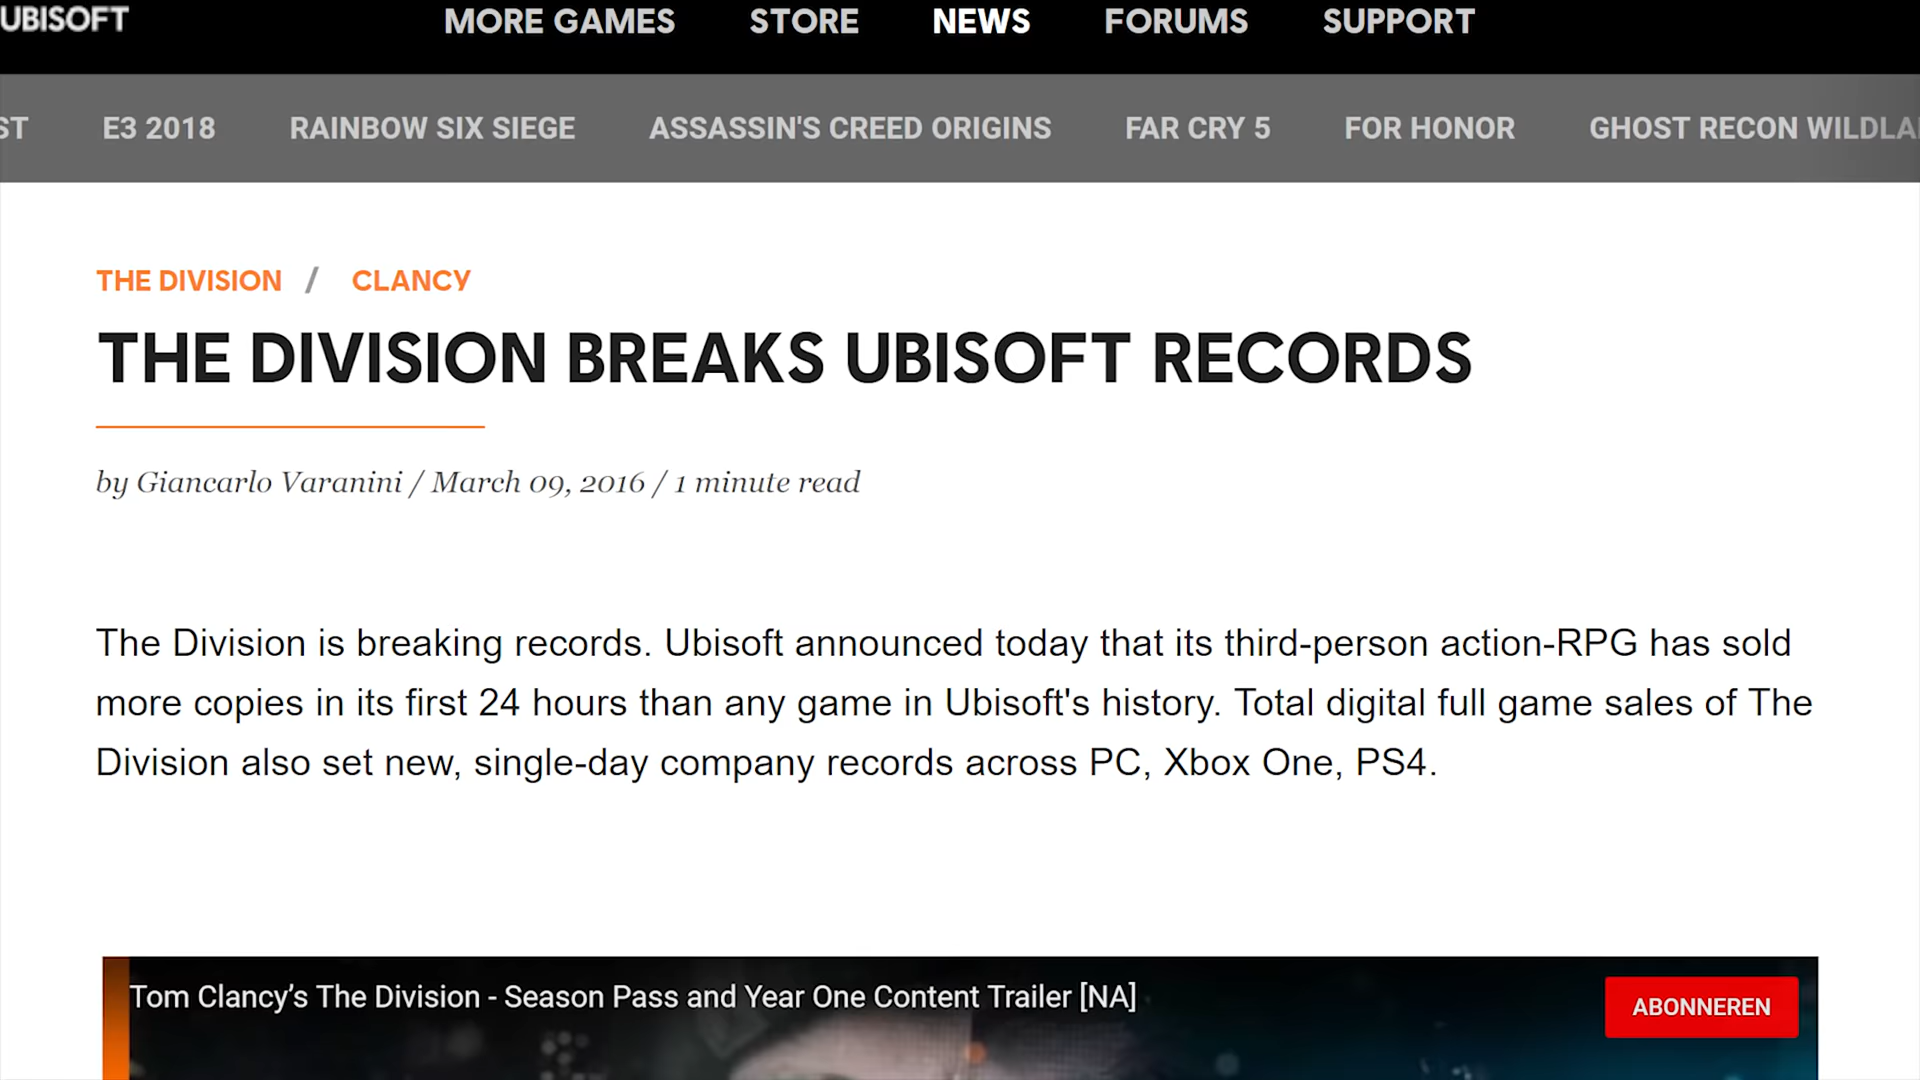 UBISOFT MORE GAMES STORE NEWS FORUMS SUPPORT
E3 2018 RAINBOW SIX SIEGE ASSASSIN'S CREED ORIGINS FAR CRY 5 FOR HONOR GHOST RECON
THE DIVISION / CLANCY
THE DIVISION BREAKS UBISOFT RECORDS
by Giancarlo Varanini / March 09, 2016 / 1 minute read
The Division is breaking records. Ubisoft announced today that its third-person action-RPG has sold
more copies in its first 24 hours than any game in Ubisoft's history. Total digital full game sales of The
Division also set new, single-day company records across PC, Xbox One, PS4.
Tom Clancy’s The Division - Season Pass and Year One Content Trailer [NA]
ABONNEREN